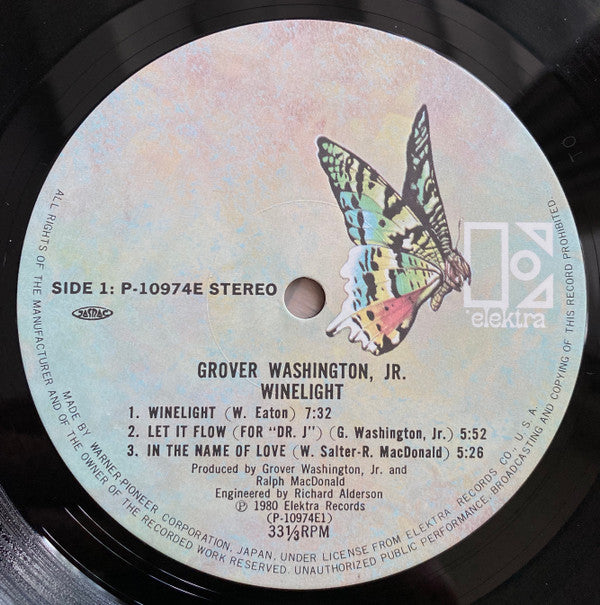 SIDE 1: P-10974E STEREO
JASRAC
elektra
GROVER WASHINGTON, JR.
WINELIGHT
1. WINELIGHT (W. Eaton) 7:32
2. LET IT FLOW (FOR "DR. J") (G. Washington, Jr.) 5:52
3. IN THE NAME OF LOVE (W. Salter-R. MacDonald) 5:26
Produced by Grover Washington, Jr. and
Ralph MacDonald
Engineered by Richard Alderson
Ⓟ 1980 Elektra Records
(P-10974E1)
33⅓RPM
ALL RIGHTS OF THE MANUFACTURER AND OF THE OWNER OF THE RECORDED WORK RESERVED. UNAUTHORIZED PUBLIC PERFORMANCE, BROADCASTING AND COPYING OF THIS RECORD PROHIBITED.
MADE BY WARNER-PIONEER CORPORATION, JAPAN, UNDER LICENSE FROM ELEKTRA RECORDS CO., U.S.A.